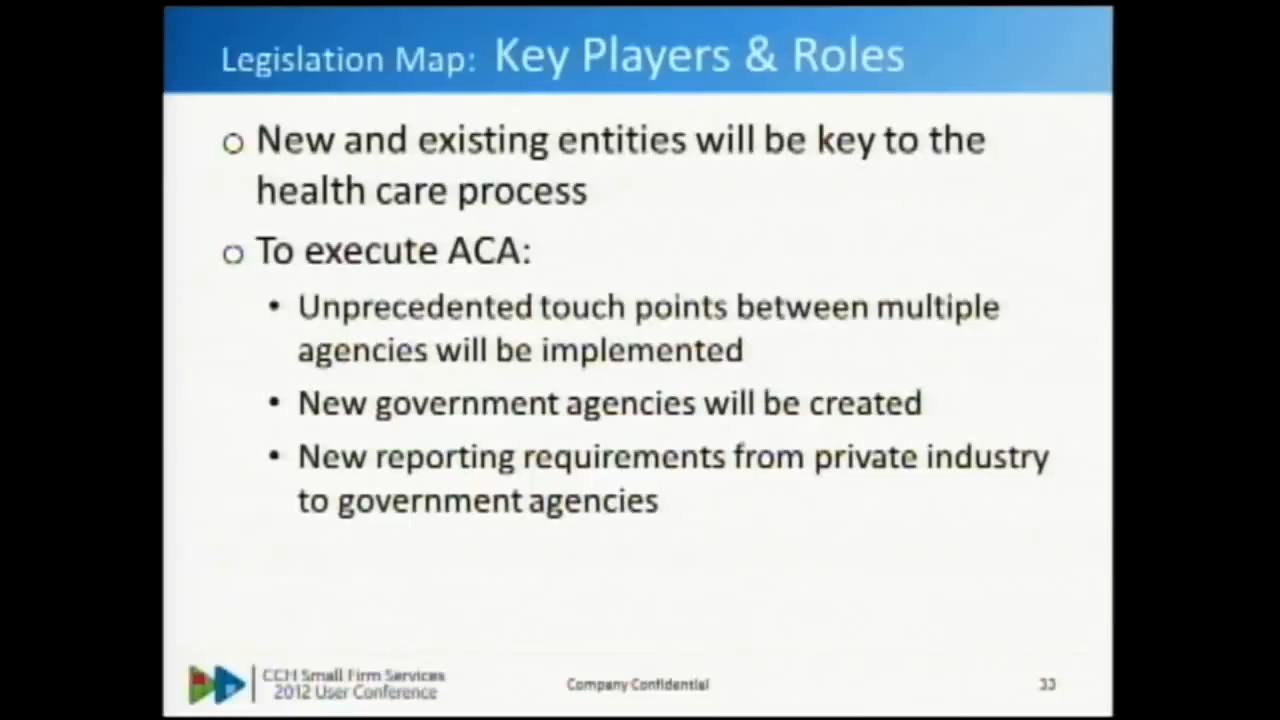 Legislation Map: Key Players & Roles
New and existing entities will be key to the
health care process
To execute ACA:
Unprecedented touch points between multiple
agencies will be implemented
New government agencies will be created
New reporting requirements from private industry
to government agencies
CCH Small Firm Services
2012 User Conference
Company Confidential
33